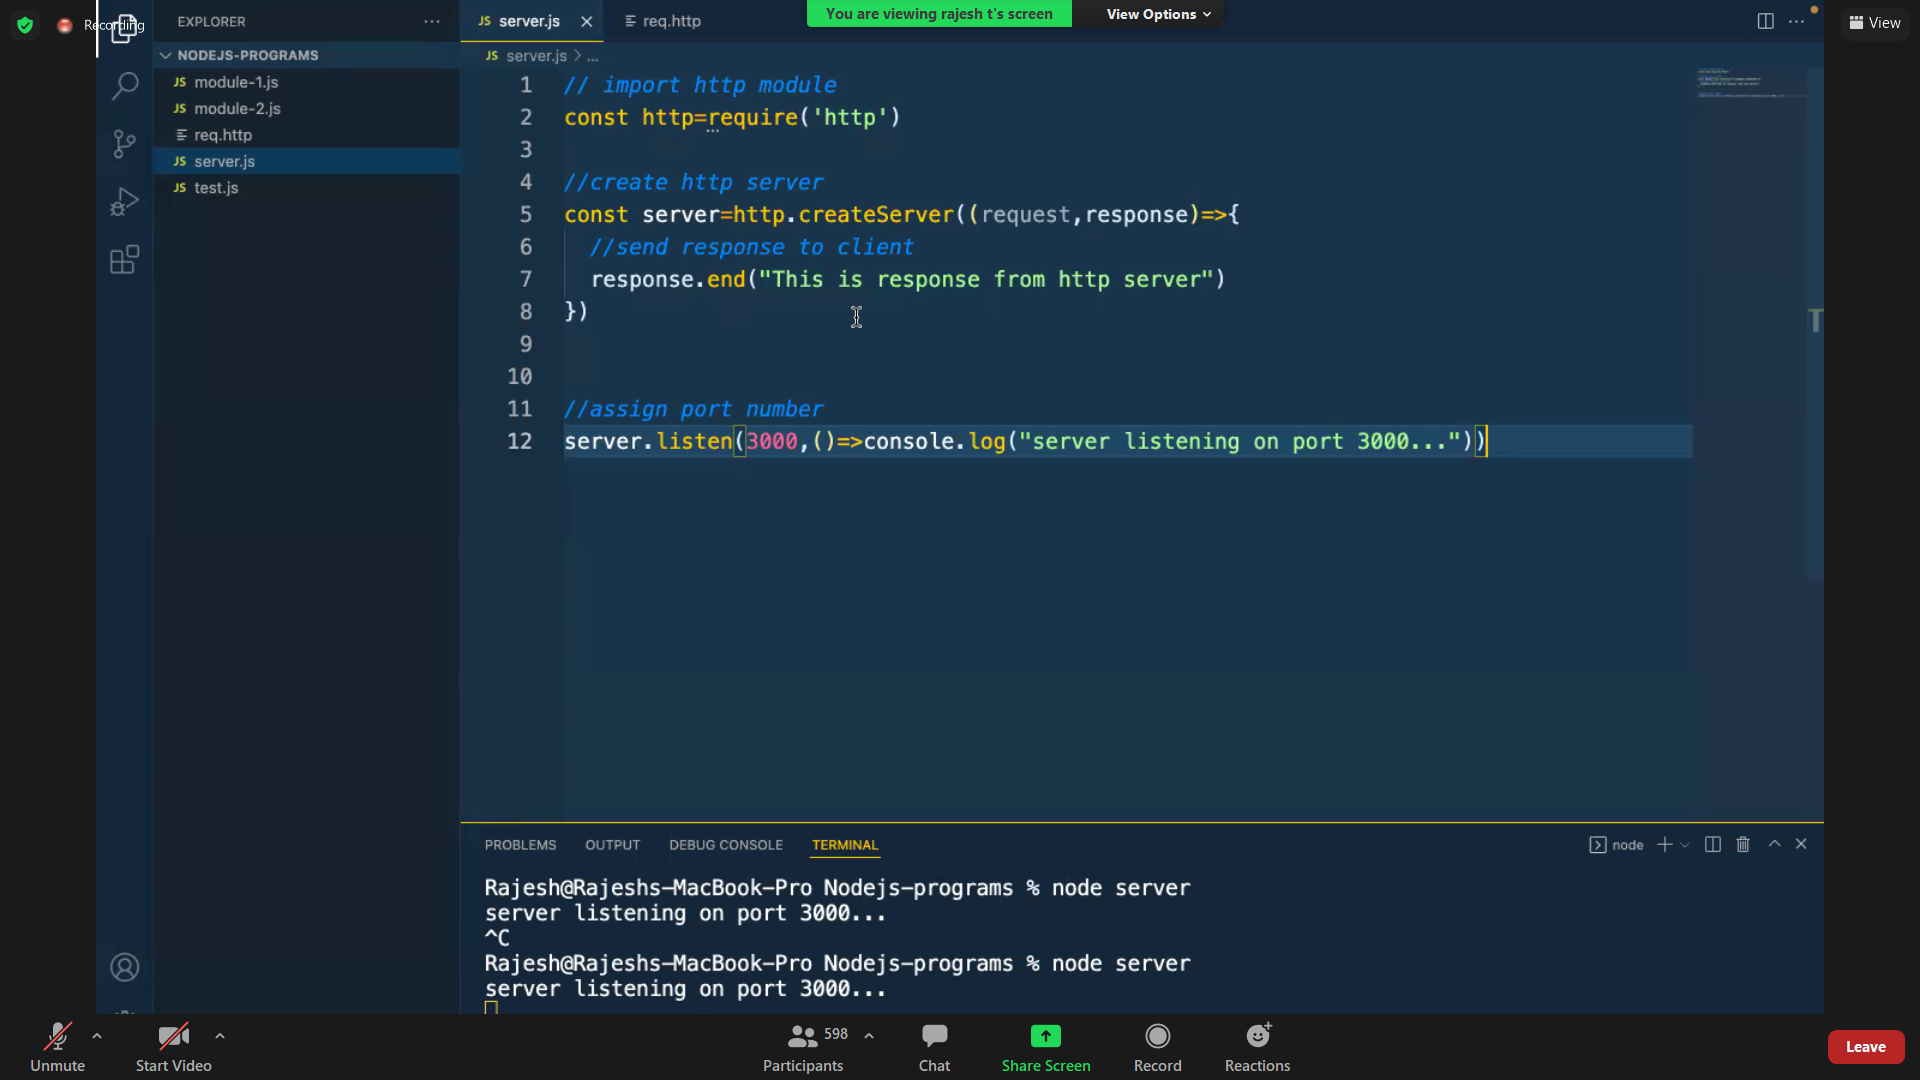 Recording
EXPLORER
server.js
req.http
You are viewing rajesh t's screen
View Options
View
NODEJS-PROGRAMS
JS module-1.js
JS module-2.js
req.http
JS server.js
JS test.js
JS server.js > ...
1 // import http module
2 const http=require('http')
3
4 //create http server
5 const server=http.createServer((request,response)=>{
6 //send response to client
7 response.end("This is response from http server")
8 })
9
10
11 //assign port number
12 server.listen(3000,()=>console.log("server listening on port 3000..."))
PROBLEMS OUTPUT DEBUG CONSOLE TERMINAL
node
Rajesh@Rajeshs-MacBook-Pro Nodejs-programs % node server
server listening on port 3000...
^C
Rajesh@Rajeshs-MacBook-Pro Nodejs-programs % node server
server listening on port 3000...
Unmute
Start Video
598
Participants
Chat
Share Screen
Record
Reactions
Leave